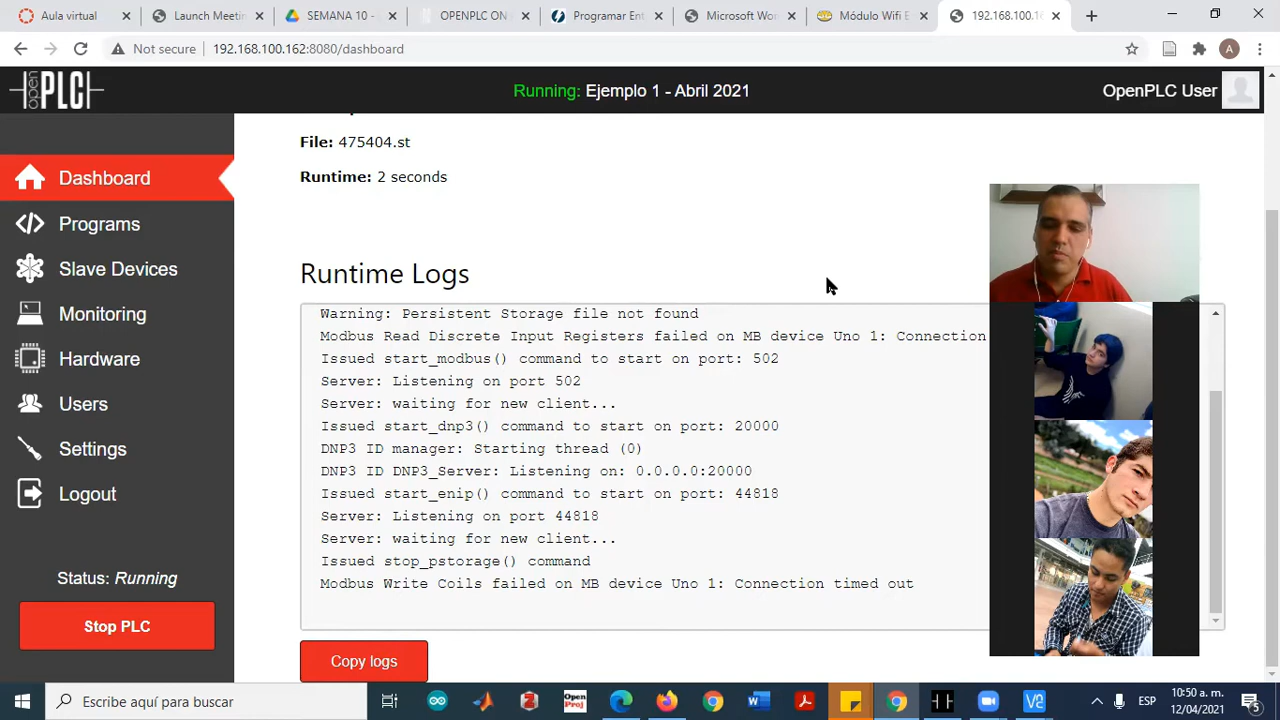 Aula virtual
Launch Meeti
SEMANA 10 -
OPENPLC ON
Programar Ent
Microsoft Wor
Módulo Wifi E
192.168.100.16
Not secure
192.168.100.162:8080/dashboard
A
open PLC
Running: Ejemplo 1 - Abril 2021
OpenPLC User
File: 475404.st
Runtime: 2 seconds
Dashboard
Programs
Slave Devices
Monitoring
Hardware
Users
Settings
Logout
Status: Running
Stop PLC
Runtime Logs
Warning: Persistent Storage file not found
Modbus Read Discrete Input Registers failed on MB device Uno 1: Connection
Issued start_modbus() command to start on port: 502
Server: Listening on port 502
Server: waiting for new client...
Issued start_dnp3() command to start on port: 20000
DNP3 ID manager: Starting thread (0)
DNP3 ID DNP3_Server: Listening on: 0.0.0.0:20000
Issued start_enip() command to start on port: 44818
Server: Listening on port 44818
Server: waiting for new client...
Issued stop_pstorage() command
Modbus Write Coils failed on MB device Uno 1: Connection timed out
Copy logs
Escribe aquí para buscar
Open Proj
ESP
10:50 a. m.
12/04/2021
5